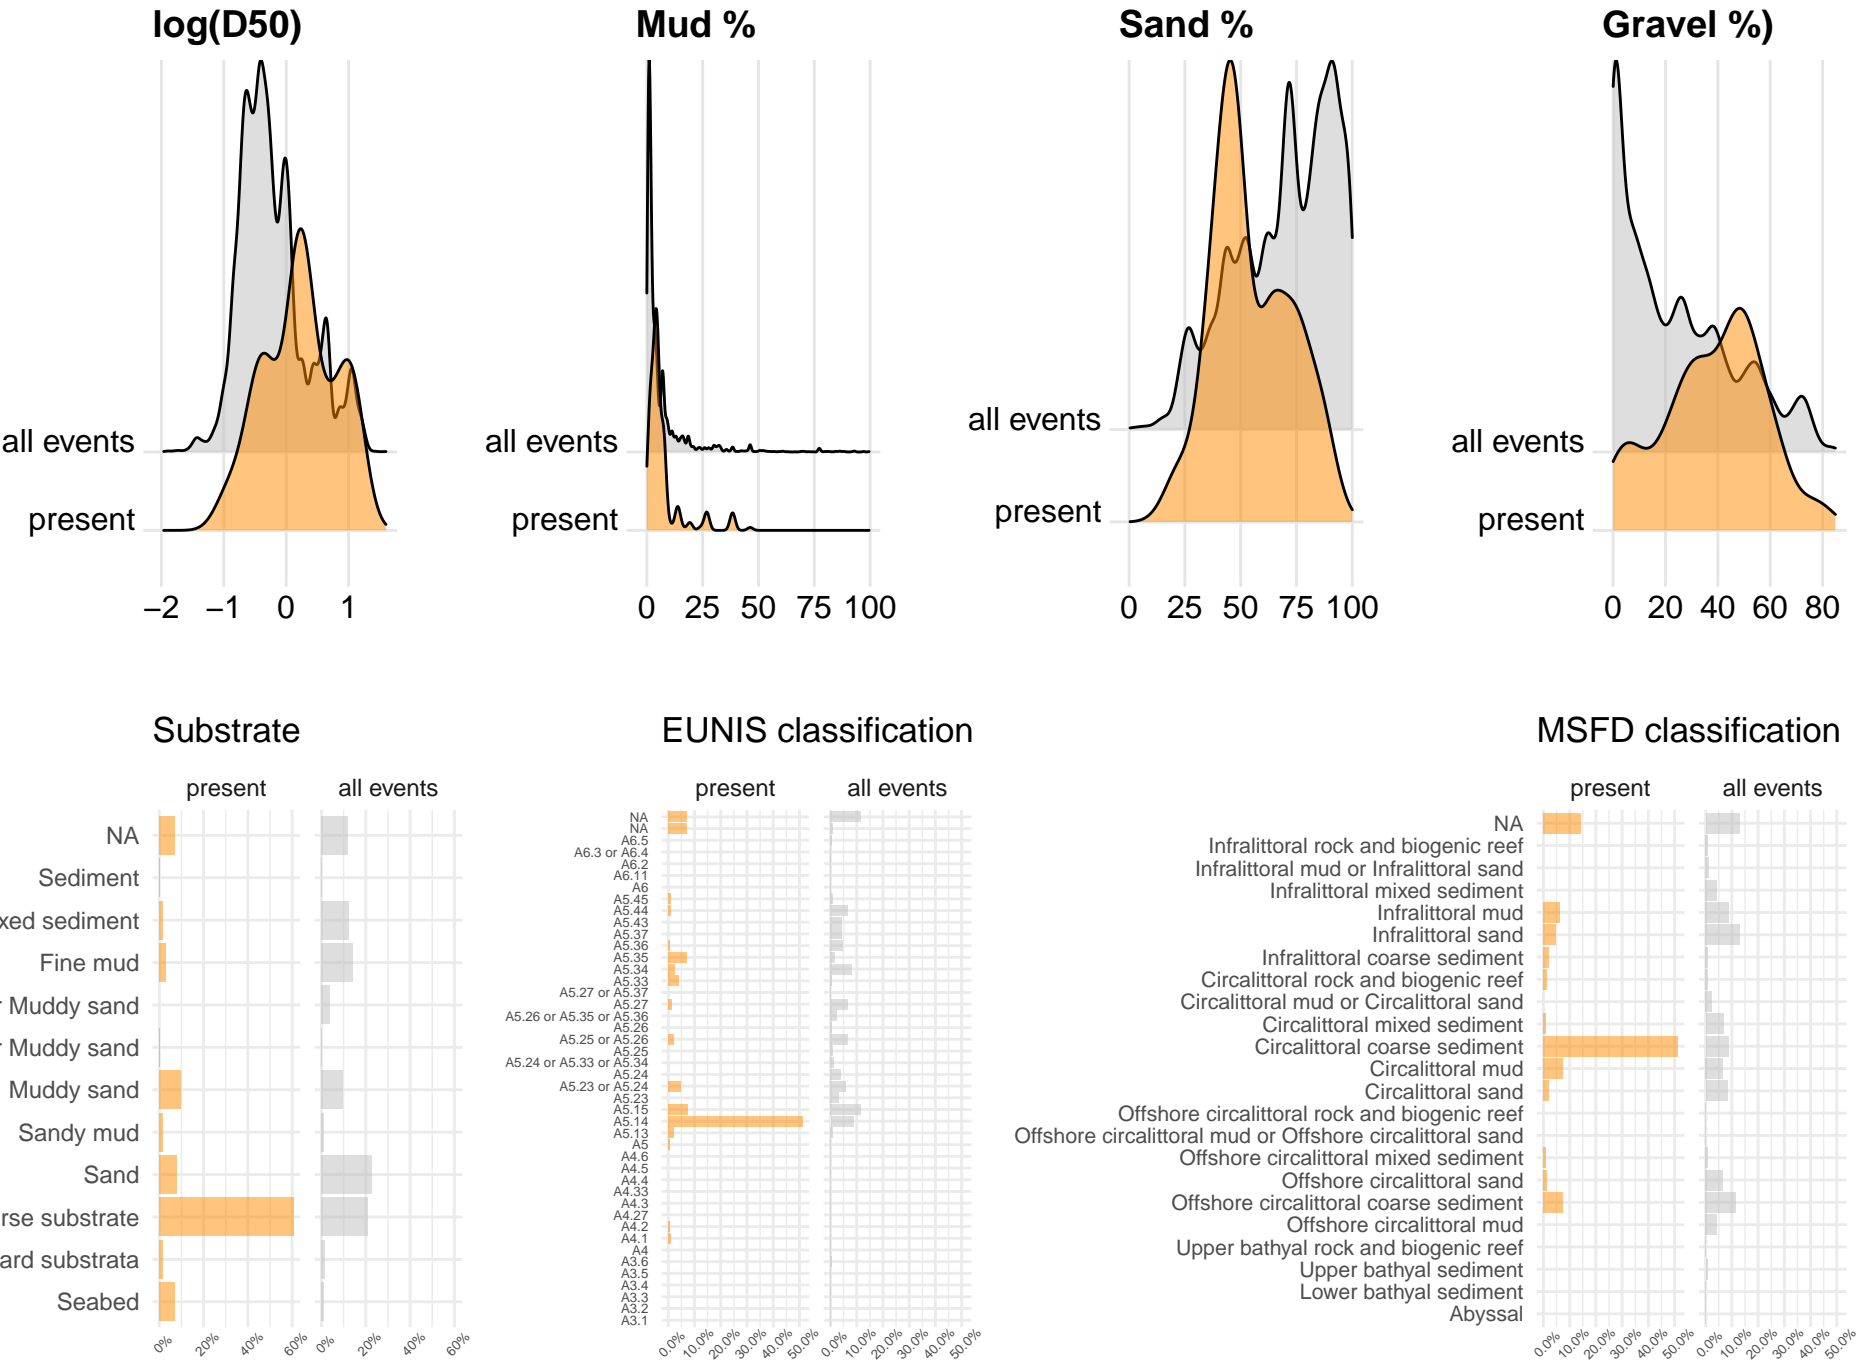 log(D50) Mud % Sand % Gravel %)
all events all events all events all events
present present present present
−2 −1 0 1 0 25 50 75 100 0 25 50 75 100 0 20 40 60 80
Substrate
present all events
NA
Sediment
xed sediment
Fine mud
r Muddy sand
r Muddy sand
Muddy sand
Sandy mud
Sand
rse substrate
ard substrata
Seabed
0% 20% 40% 60% 0% 20% 40% 60%
EUNIS classification
present all events
NA
NA
A6.5
A6.3 or A6.4
A6.2
A6.11
A6
A5.45
A5.44
A5.43
A5.37
A5.36
A5.35
A5.34
A5.33
A5.27 or A5.37
A5.27
A5.26 or A5.35 or A5.36
A5.26
A5.25 or A5.26
A5.25
A5.24 or A5.33 or A5.34
A5.24
A5.23 or A5.24
A5.23
A5.15
A5.14
A5.13
A5
A4.6
A4.5
A4.4
A4.33
A4.3
A4.27
A4.2
A4.1
A4
A3.6
A3.5
A3.4
A3.3
A3.2
A3.1
0.0% 10.0% 20.0% 30.0% 40.0% 50.0% 0.0% 10.0% 20.0% 30.0% 40.0% 50.0%
MSFD classification
present all events
NA
Infralittoral rock and biogenic reef
Infralittoral mud or Infralittoral sand
Infralittoral mixed sediment
Infralittoral mud
Infralittoral sand
Infralittoral coarse sediment
Circalittoral rock and biogenic reef
Circalittoral mud or Circalittoral sand
Circalittoral mixed sediment
Circalittoral coarse sediment
Circalittoral mud
Circalittoral sand
Offshore circalittoral rock and biogenic reef
Offshore circalittoral mud or Offshore circalittoral sand
Offshore circalittoral mixed sediment
Offshore circalittoral sand
Offshore circalittoral coarse sediment
Offshore circalittoral mud
Upper bathyal rock and biogenic reef
Upper bathyal sediment
Lower bathyal sediment
Abyssal
0.0% 10.0% 20.0% 30.0% 40.0% 50.0% 0.0% 10.0% 20.0% 30.0% 40.0% 50.0%